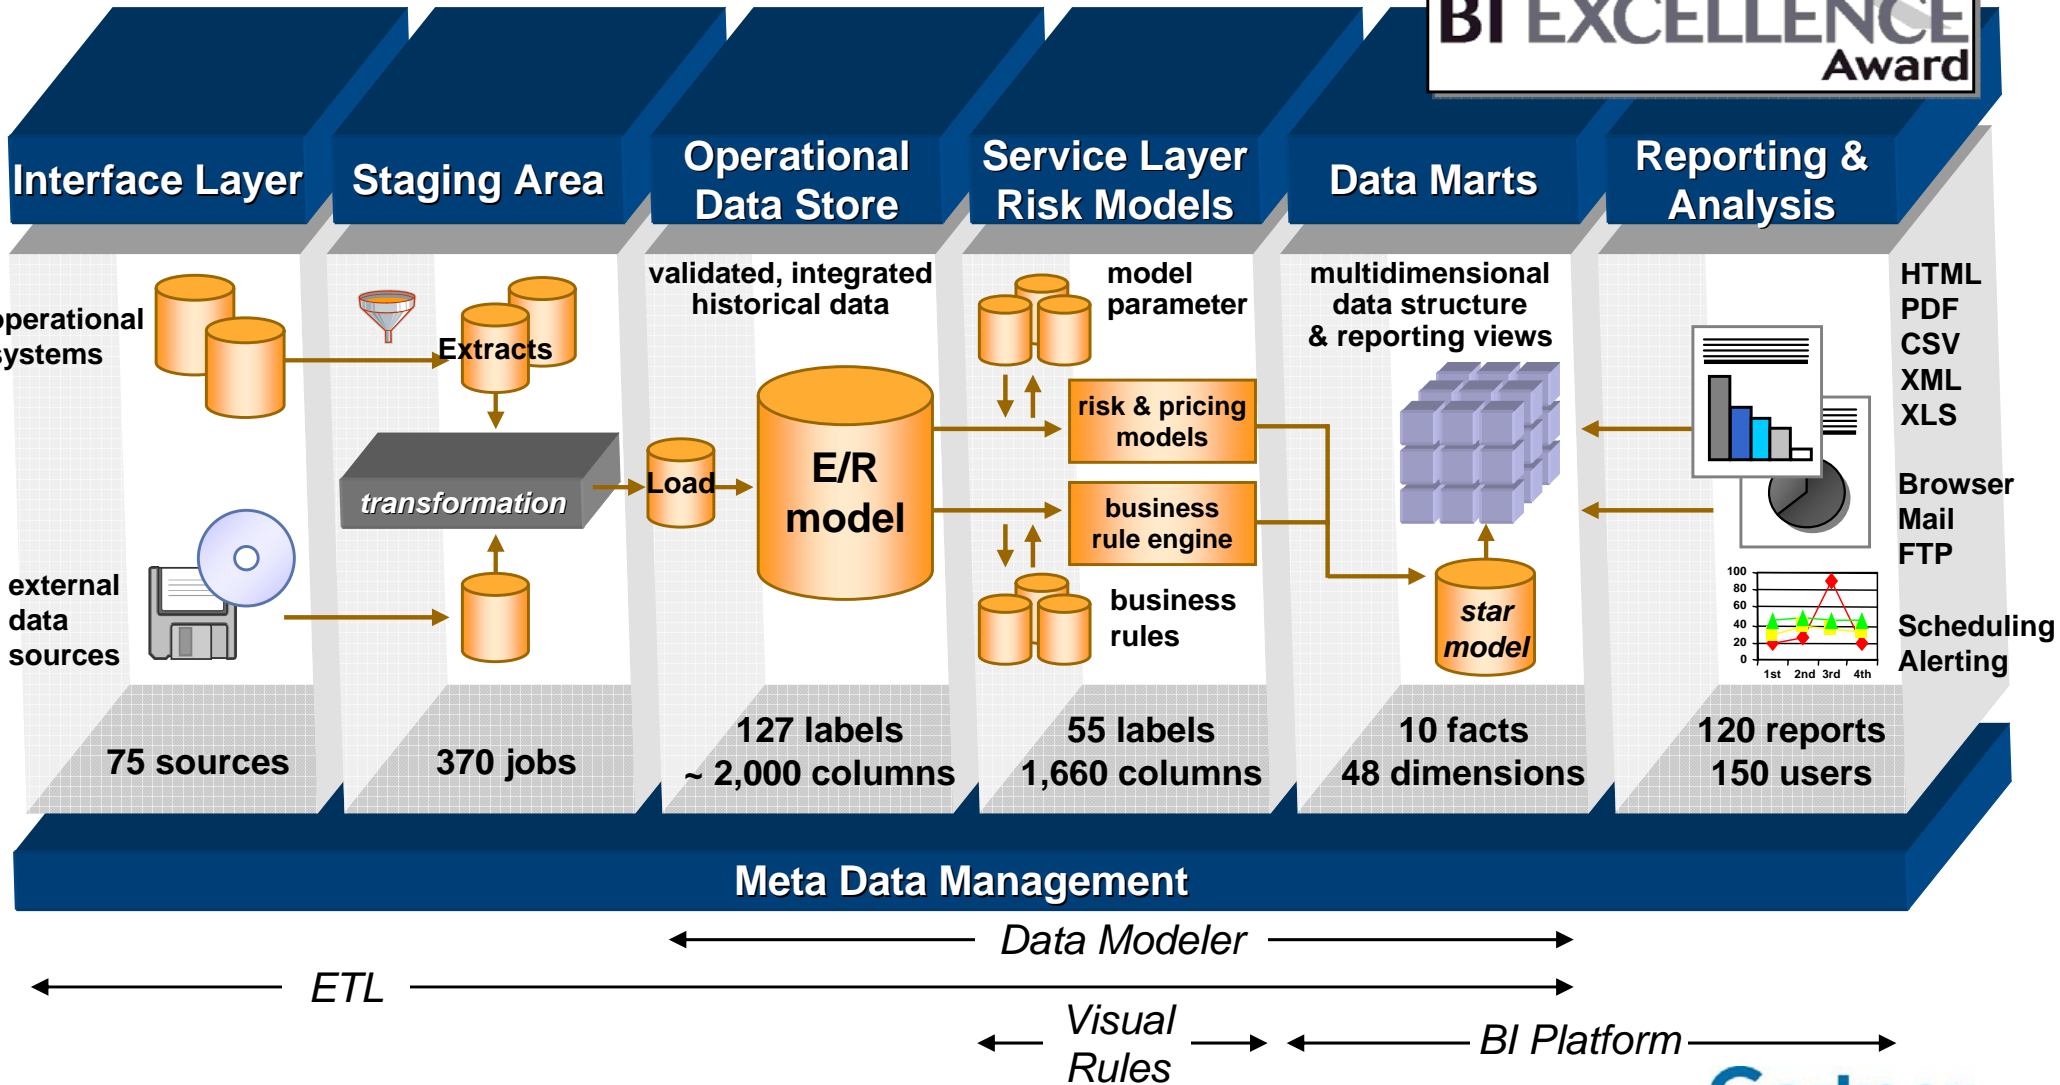 BI EXCELLENCE
Award
Interface Layer
Staging Area
Operational
Data Store
Service Layer
Risk Models
Data Marts
Reporting &
Analysis
operational
systems
external
data
sources
75 sources
Extracts
transformation
370 jobs
validated, integrated
historical data
Load
E/R
model
127 labels
~ 2,000 columns
model
parameter
risk & pricing
models
business
rule engine
business
rules
55 labels
1,660 columns
multidimensional
data structure
& reporting views
star
model
10 facts
48 dimensions
HTML
PDF
CSV
XML
XLS
Browser
Mail
FTP
Scheduling
Alerting
100
80
60
40
20
0
1st 2nd 3rd 4th
120 reports
150 users
Meta Data Management
Data Modeler
ETL
Visual
Rules
BI Platform